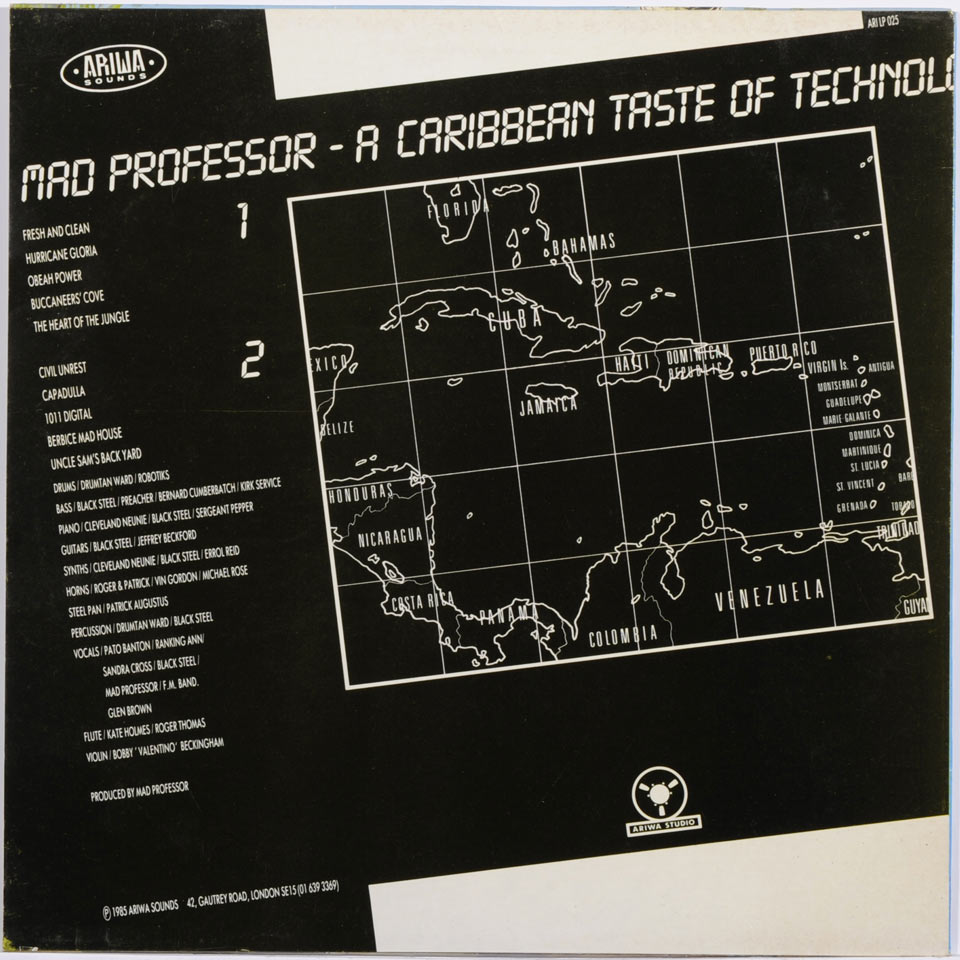 ARIWA
SOUNDS
ARI LP 025
MAD PROFESSOR - A CARIBBEAN TASTE OF TECHNOLO
1
FRESH AND CLEAN
HURRICANE GLORIA
OBEAH POWER
BUCCANEERS' COVE
THE HEART OF THE JUNGLE
2
CIVIL UNREST
CAPADULLA
1011 DIGITAL
BERBICE MAD HOUSE
UNCLE SAM'S BACK YARD
DRUMS / DRUMTAN WARD / ROBOTIKS
BASS / BLACK STEEL / PREACHER / BERNARD CUMBERBATCH / KIRK SERVICE
PIANO / CLEVELAND NEUNIE / BLACK STEEL / SERGEANT PEPPER
GUITARS / BLACK STEEL / JEFFREY BECKFORD
SYNTHS / CLEVELAND NEUNIE / BLACK STEEL / ERROL REID
HORNS / ROGER & PATRICK / VIN GORDON / MICHAEL ROSE
STEEL PAN / PATRICK AUGUSTUS
PERCUSSION / DRUMTAN WARD / BLACK STEEL
VOCALS / PATO BANTON / RANKING ANN/
SANDRA CROSS / BLACK STEEL /
MAD PROFESSOR / F.M. BAND.
GLEN BROWN
FLUTE / KATE HOLMES / ROGER THOMAS
VIOLIN / BOBBY 'VALENTINO' BECKINGHAM
PRODUCED BY MAD PROFESSOR
FLORIDA
BAHAMAS
CUBA
EXICO
HAITI
DOMINICAN
REPUBLIC
PUERTO RICO
VIRGIN Is.
ANTIGUA
MONTSERRAT
GUADELUPE
MARIE-GALANTE
JAMAICA
BELIZE
DOMINICA
MARTINIQUE
ST. LUCIA
BAR
ST. VINCENT
GRENADA
TOBAGO
TRINIDAD
HONDURAS
NICARAGUA
COSTA RICA
PANAMA
COLOMBIA
VENEZUELA
GUYAN
ARIWA STUDIO
Ⓟ 1985 ARIWA SOUNDS 42, GAUTREY ROAD, LONDON SE15 (01 639 3369)